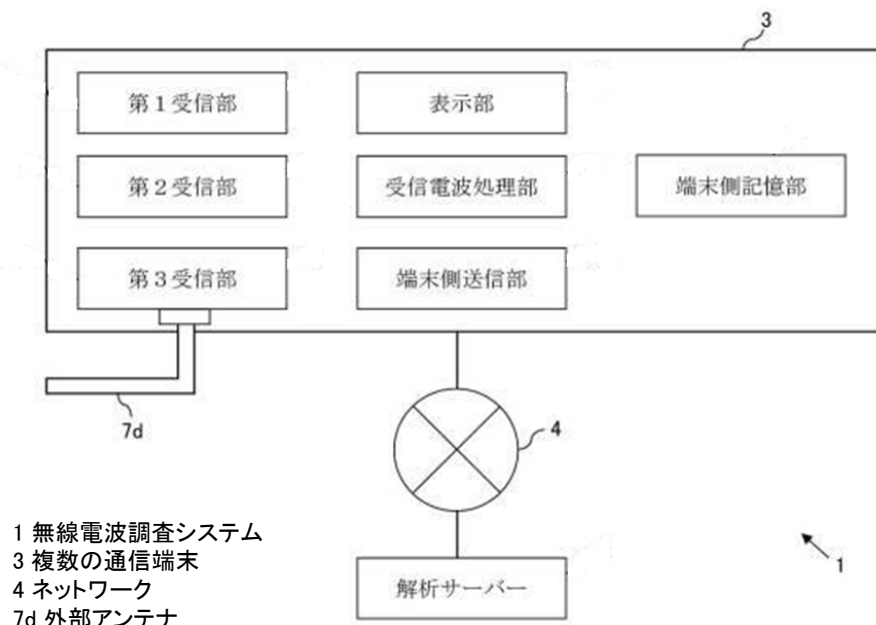 3
第1受信部
表示部
第2受信部
受信電波処理部
端末側記憶部
第3受信部
端末側送信部
7d
4
1 無線電波調査システム
3 複数の通信端末
4 ネットワーク
7d 外部アンテナ
解析サーバー
1